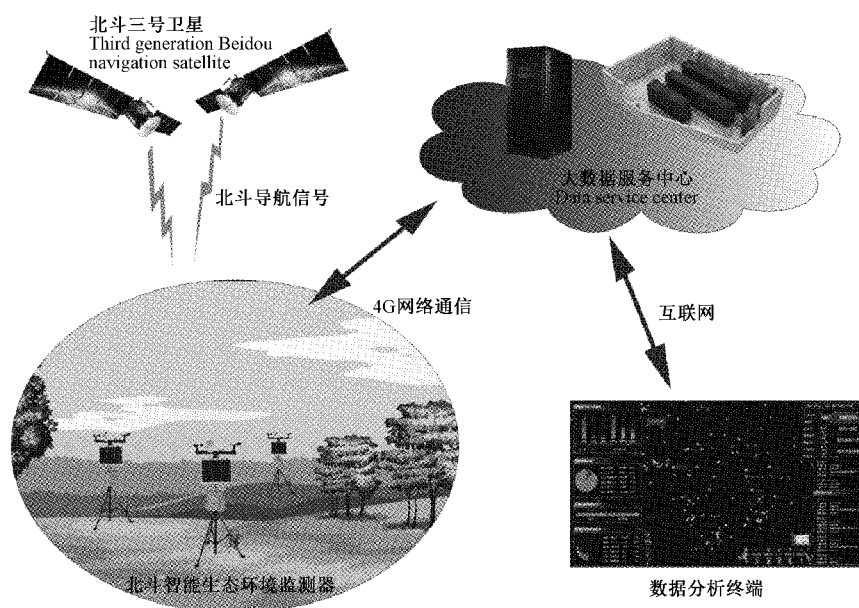 北斗三号卫星
Third generation Beidou
navigation satellite
北斗导航信号
大数据服务中心
Data service center
4G网络通信
互联网
北斗智能生态环境监测器
数据分析终端